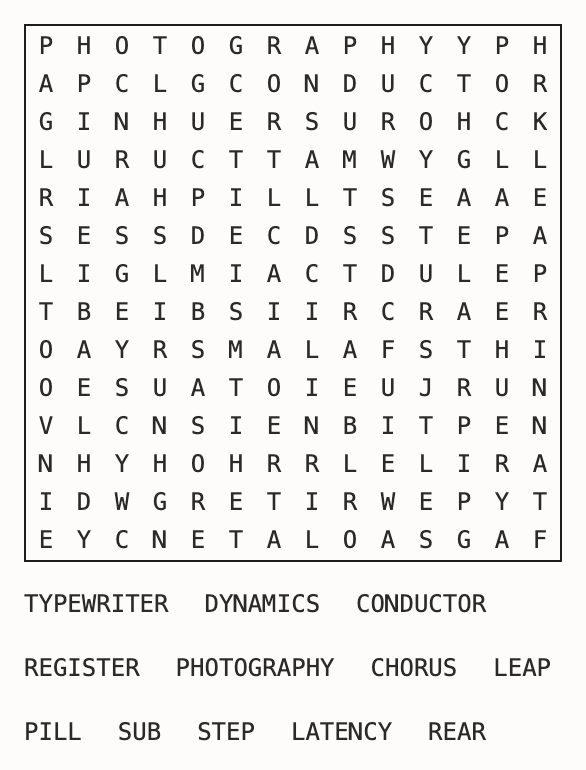 P H O T O G R A P H Y Y P H
A P C L G C O N D U C T O R
G I N H U E R S U R O H C K
L U R U C T T A M W Y G L L
R I A H P I L L T S E A A E
S E S S D E C D S S T E P A
L I G L M I A C T D U L E P
T B E I B S I I R C R A E R
O A Y R S M A L A F S T H I
O E S U A T O I E U J R U N
V L C N S I E N B I T P E N
N H Y H O H R R L E L I R A
I D W G R E T I R W E P Y T
E Y C N E T A L O A S G A F
TYPEWRITER DYNAMICS CONDUCTOR
REGISTER PHOTOGRAPHY CHORUS LEAP
PILL SUB STEP LATENCY REAR